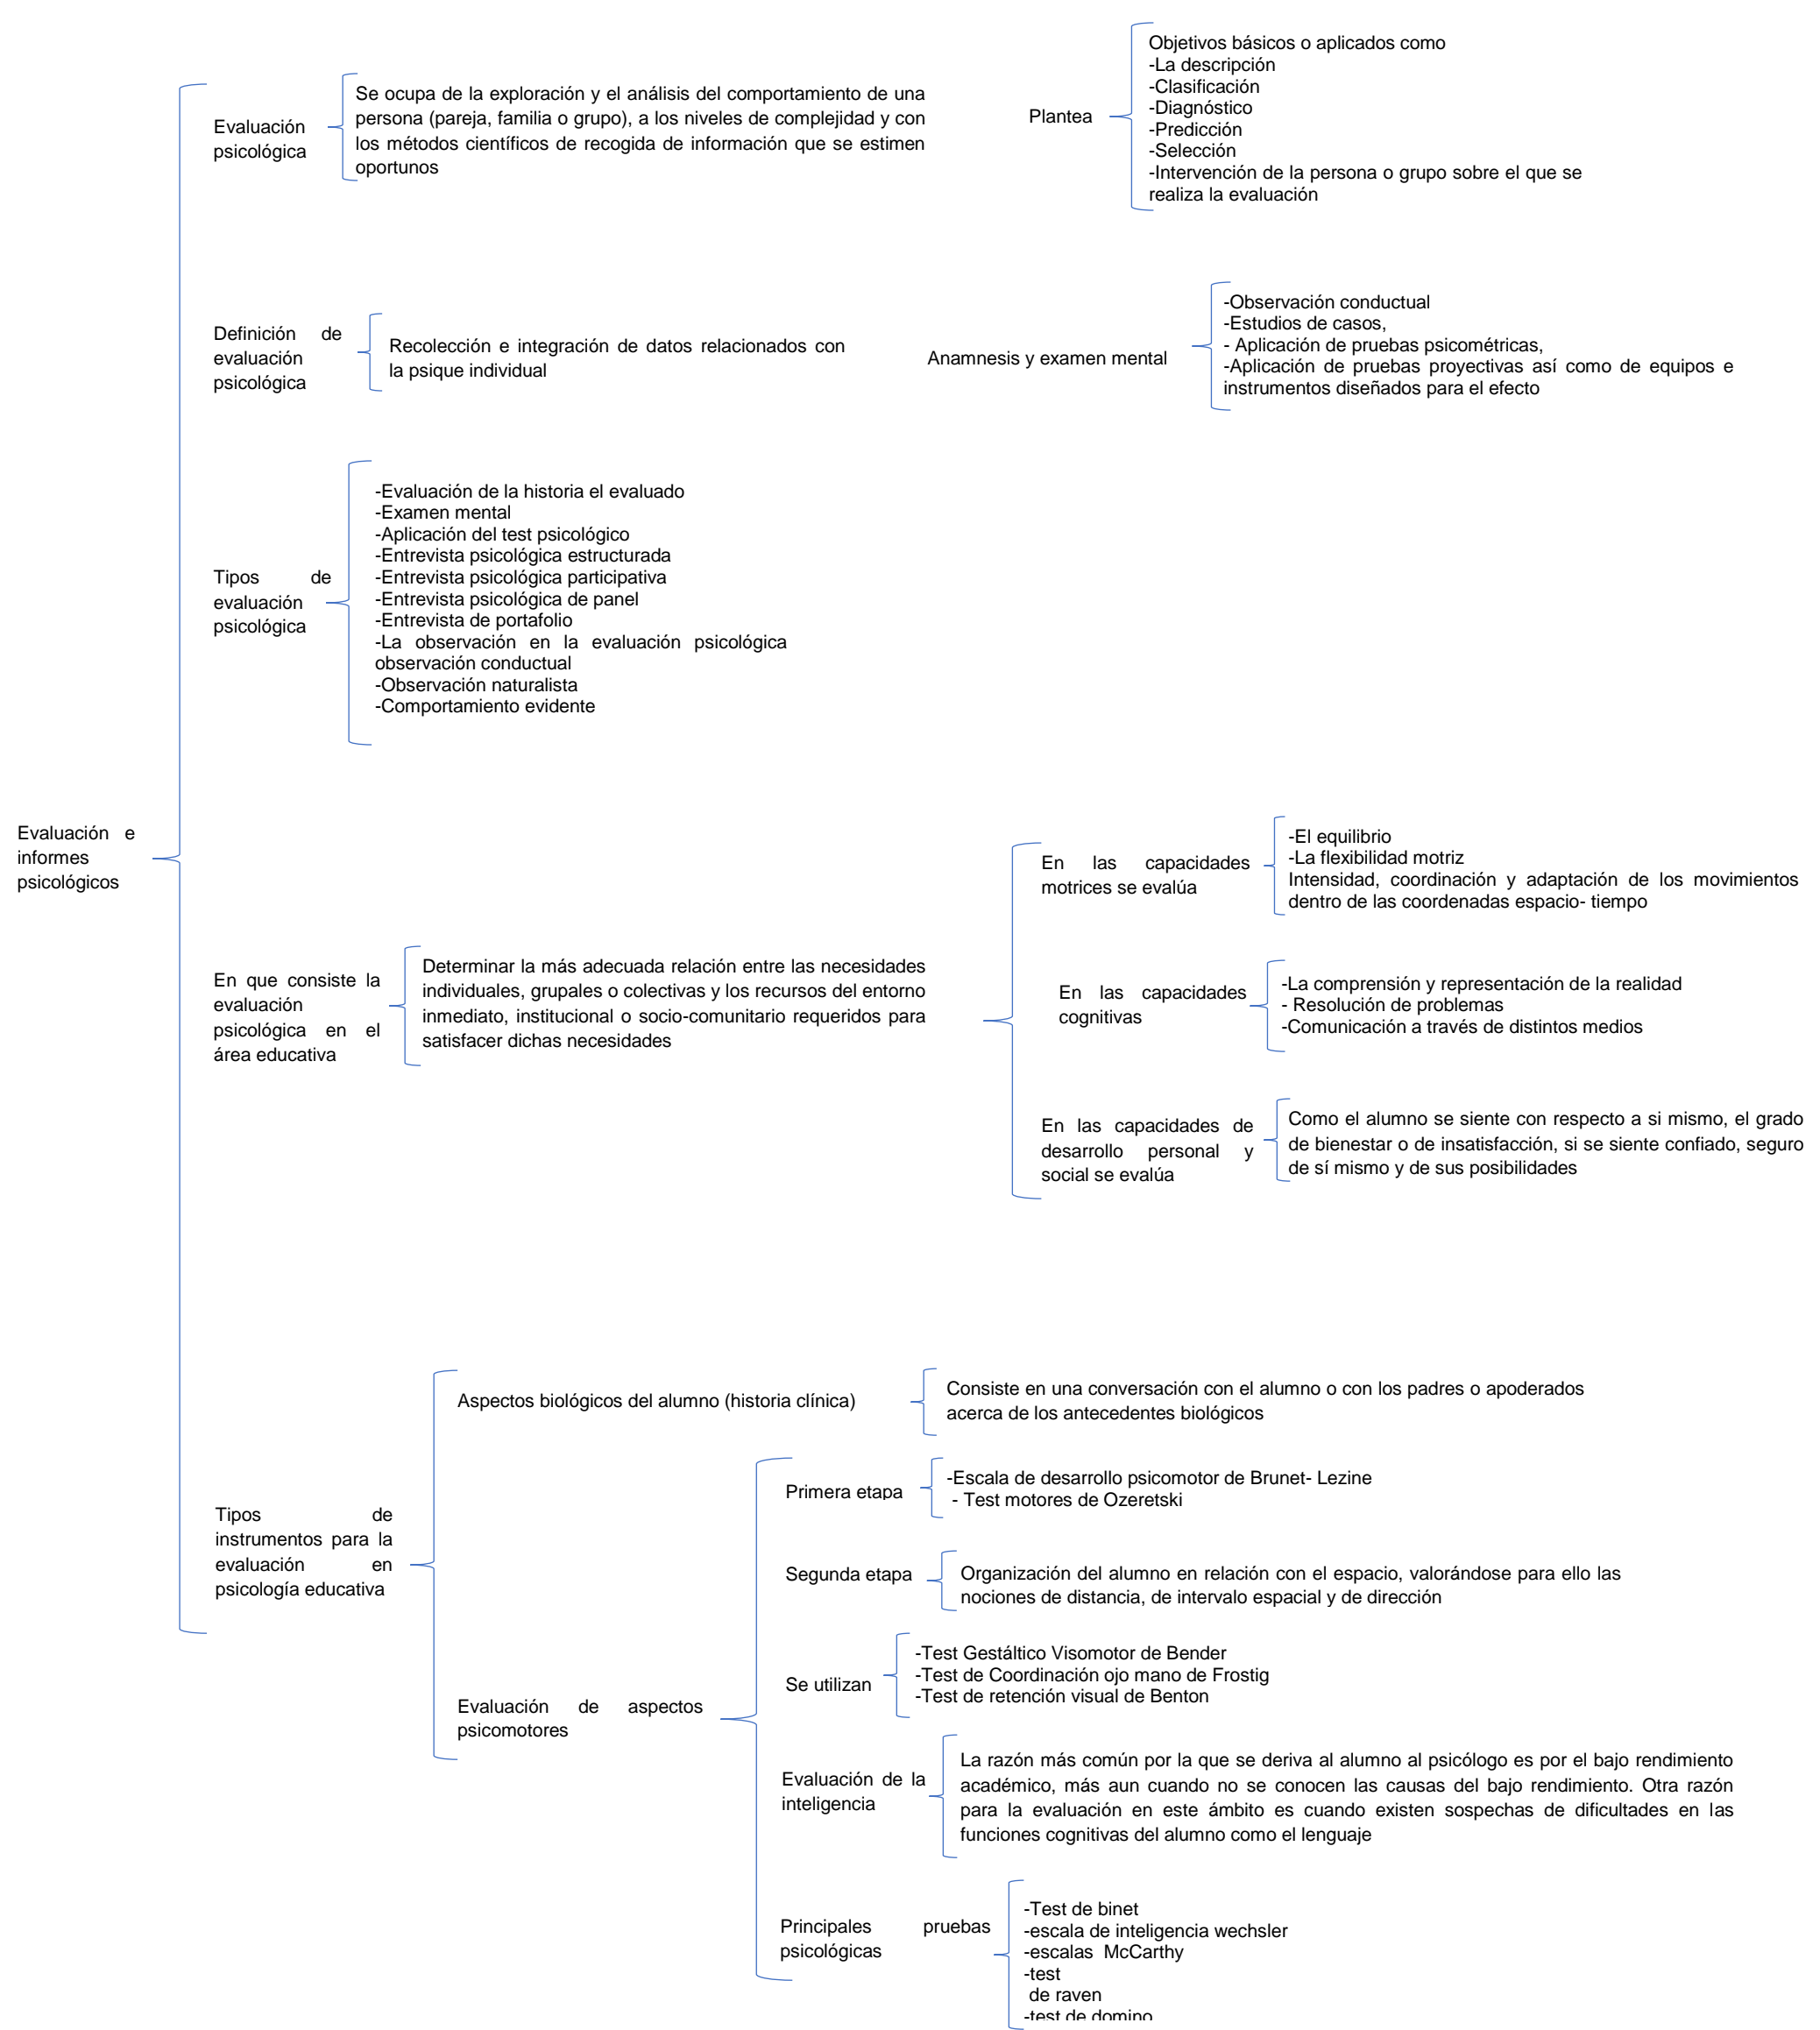 Evaluación e
informes
psicológicos
Evaluación
psicológica
Se ocupa de la exploración y el análisis del comportamiento de una
persona (pareja, familia o grupo), a los niveles de complejidad y con
los métodos científicos de recogida de información que se estimen
oportunos
Plantea
Objetivos básicos o aplicados como
-La descripción
-Clasificación
-Diagnóstico
-Predicción
-Selección
-Intervención de la persona o grupo sobre el que se
realiza la evaluación
Definición de
evaluación
psicológica
Recolección e integración de datos relacionados con
la psique individual
Anamnesis y examen mental
-Observación conductual
-Estudios de casos,
- Aplicación de pruebas psicométricas,
-Aplicación de pruebas proyectivas así como de equipos e
instrumentos diseñados para el efecto
Tipos de
evaluación
psicológica
-Evaluación de la historia el evaluado
-Examen mental
-Aplicación del test psicológico
-Entrevista psicológica estructurada
-Entrevista psicológica participativa
-Entrevista psicológica de panel
-Entrevista de portafolio
-La observación en la evaluación psicológica
observación conductual
-Observación naturalista
-Comportamiento evidente
En que consiste la
evaluación
psicológica en el
área educativa
Determinar la más adecuada relación entre las necesidades
individuales, grupales o colectivas y los recursos del entorno
inmediato, institucional o socio-comunitario requeridos para
satisfacer dichas necesidades
En las capacidades
motrices se evalúa
-El equilibrio
-La flexibilidad motriz
Intensidad, coordinación y adaptación de los movimientos
dentro de las coordenadas espacio- tiempo
En las capacidades
cognitivas
-La comprensión y representación de la realidad
- Resolución de problemas
-Comunicación a través de distintos medios
En las capacidades de
desarrollo personal y
social se evalúa
Como el alumno se siente con respecto a si mismo, el grado
de bienestar o de insatisfacción, si se siente confiado, seguro
de sí mismo y de sus posibilidades
Tipos de
instrumentos para la
evaluación en
psicología educativa
Aspectos biológicos del alumno (historia clínica)
Consiste en una conversación con el alumno o con los padres o apoderados
acerca de los antecedentes biológicos
Evaluación de aspectos
psicomotores
Primera etapa
-Escala de desarrollo psicomotor de Brunet- Lezine
- Test motores de Ozeretski
Segunda etapa
Organización del alumno en relación con el espacio, valorándose para ello las
nociones de distancia, de intervalo espacial y de dirección
Se utilizan
-Test Gestáltico Visomotor de Bender
-Test de Coordinación ojo mano de Frostig
-Test de retención visual de Benton
Evaluación de la
inteligencia
La razón más común por la que se deriva al alumno al psicólogo es por el bajo rendimiento
académico, más aun cuando no se conocen las causas del bajo rendimiento. Otra razón
para la evaluación en este ámbito es cuando existen sospechas de dificultades en las
funciones cognitivas del alumno como el lenguaje
Principales pruebas
psicológicas
-Test de binet
-escala de inteligencia wechsler
-escalas McCarthy
-test
de raven
-test de domino